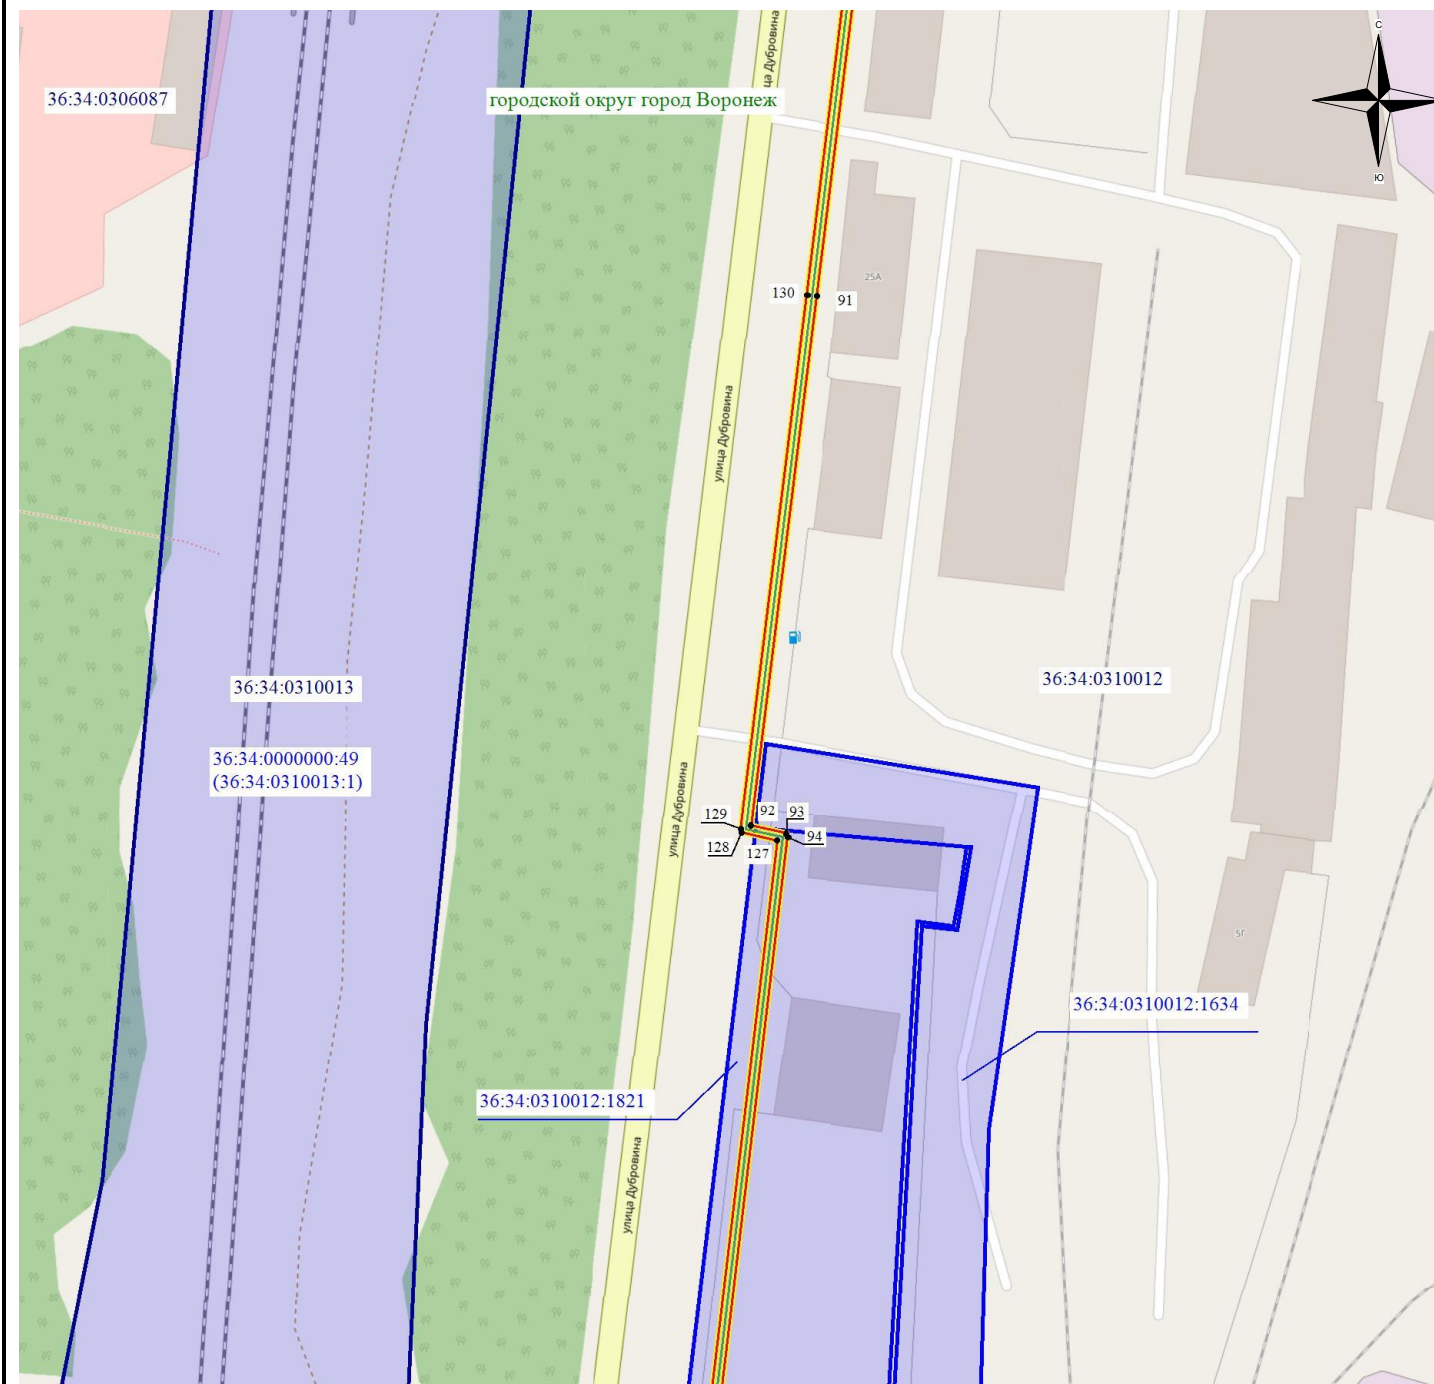 С
36:34:0306087
городской округ город Воронеж
ца Дубровина
Ю
25А
130
91
улица Дубровина
36:34:0310012
36:34:0310013
36:34:0000000:49
(36:34:0310013:1)
улица Дубровина
129
92
93
94
128
127
5Г
36:34:0310012:1634
36:34:0310012:1821
улица Дубровина